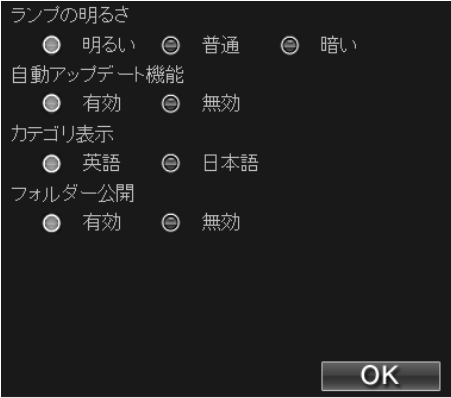 ランプの明るさ
明るい 普通 暗い
自動アップデート機能
有効 無効
カテゴリ表示
英語 日本語
フォルダー公開
有効 無効
OK